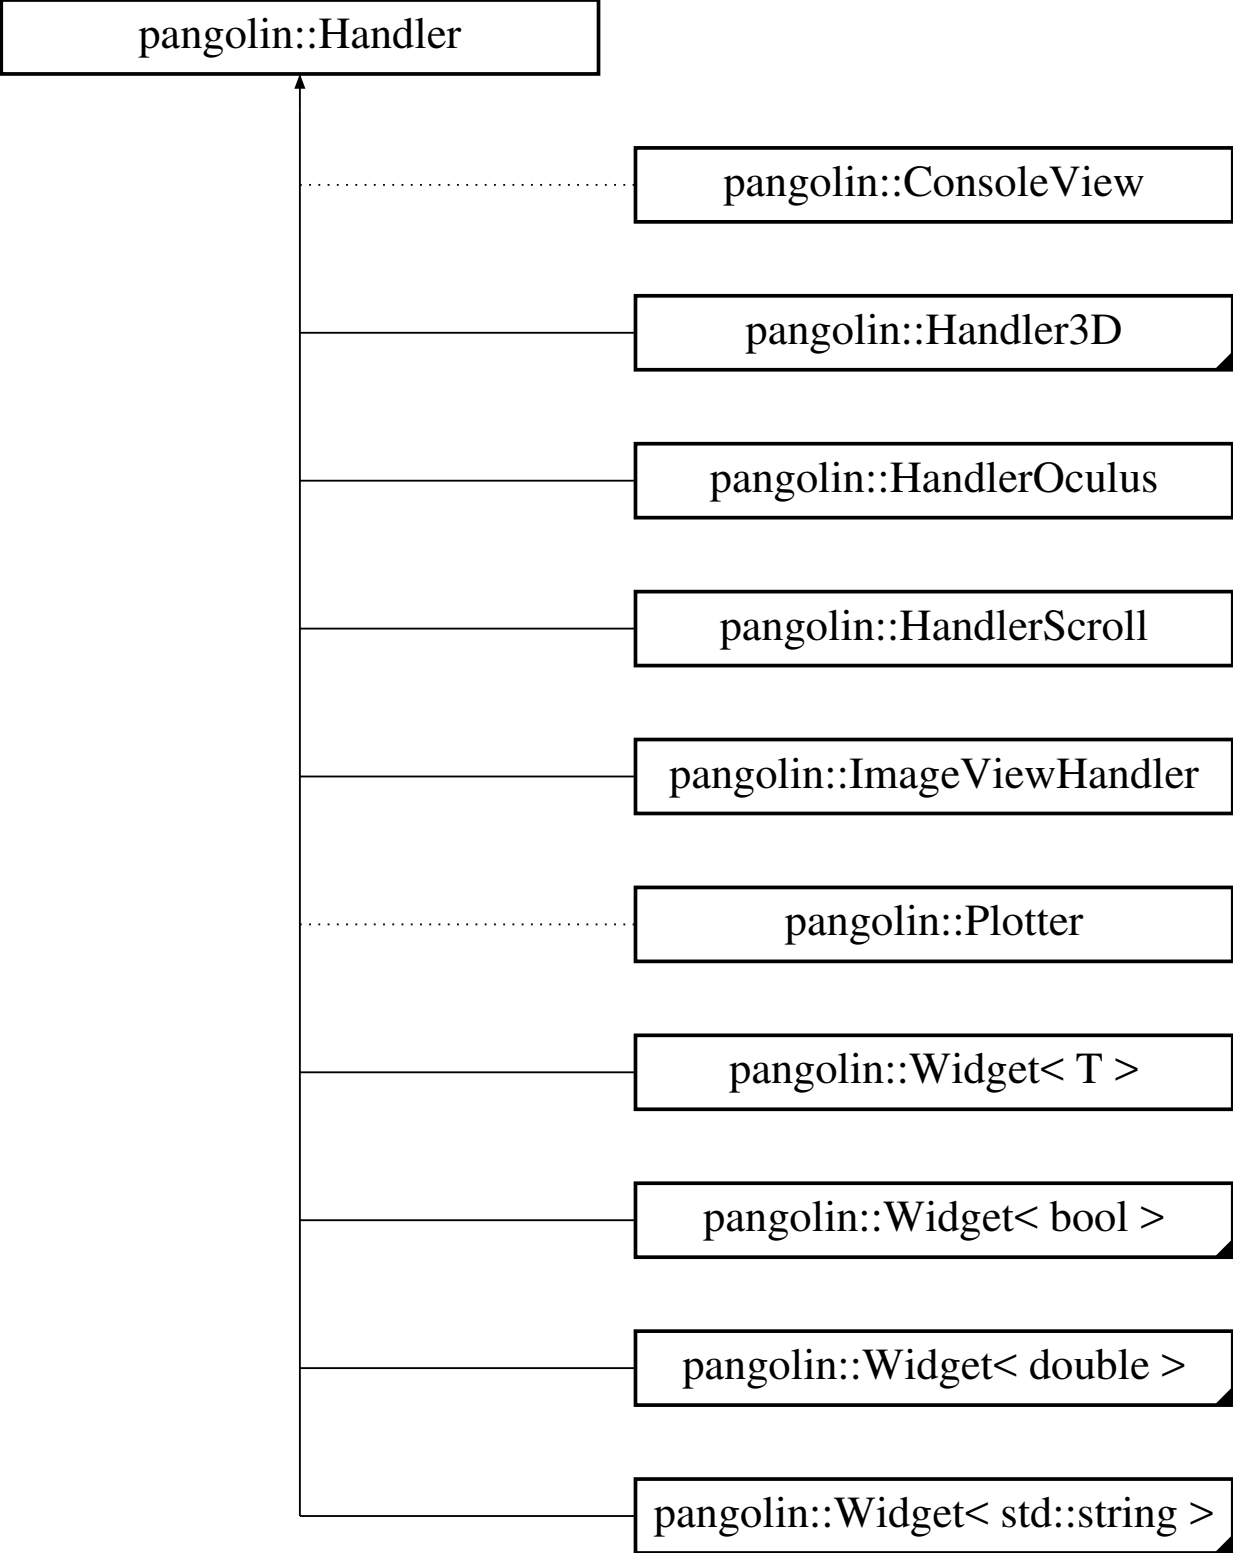 pangolin::Handler
pangolin::ConsoleView
pangolin::Handler3D
pangolin::HandlerOculus
pangolin::HandlerScroll
pangolin::ImageViewHandler
pangolin::Plotter
pangolin::Widget< T >
pangolin::Widget< bool >
pangolin::Widget< double >
pangolin::Widget< std::string >